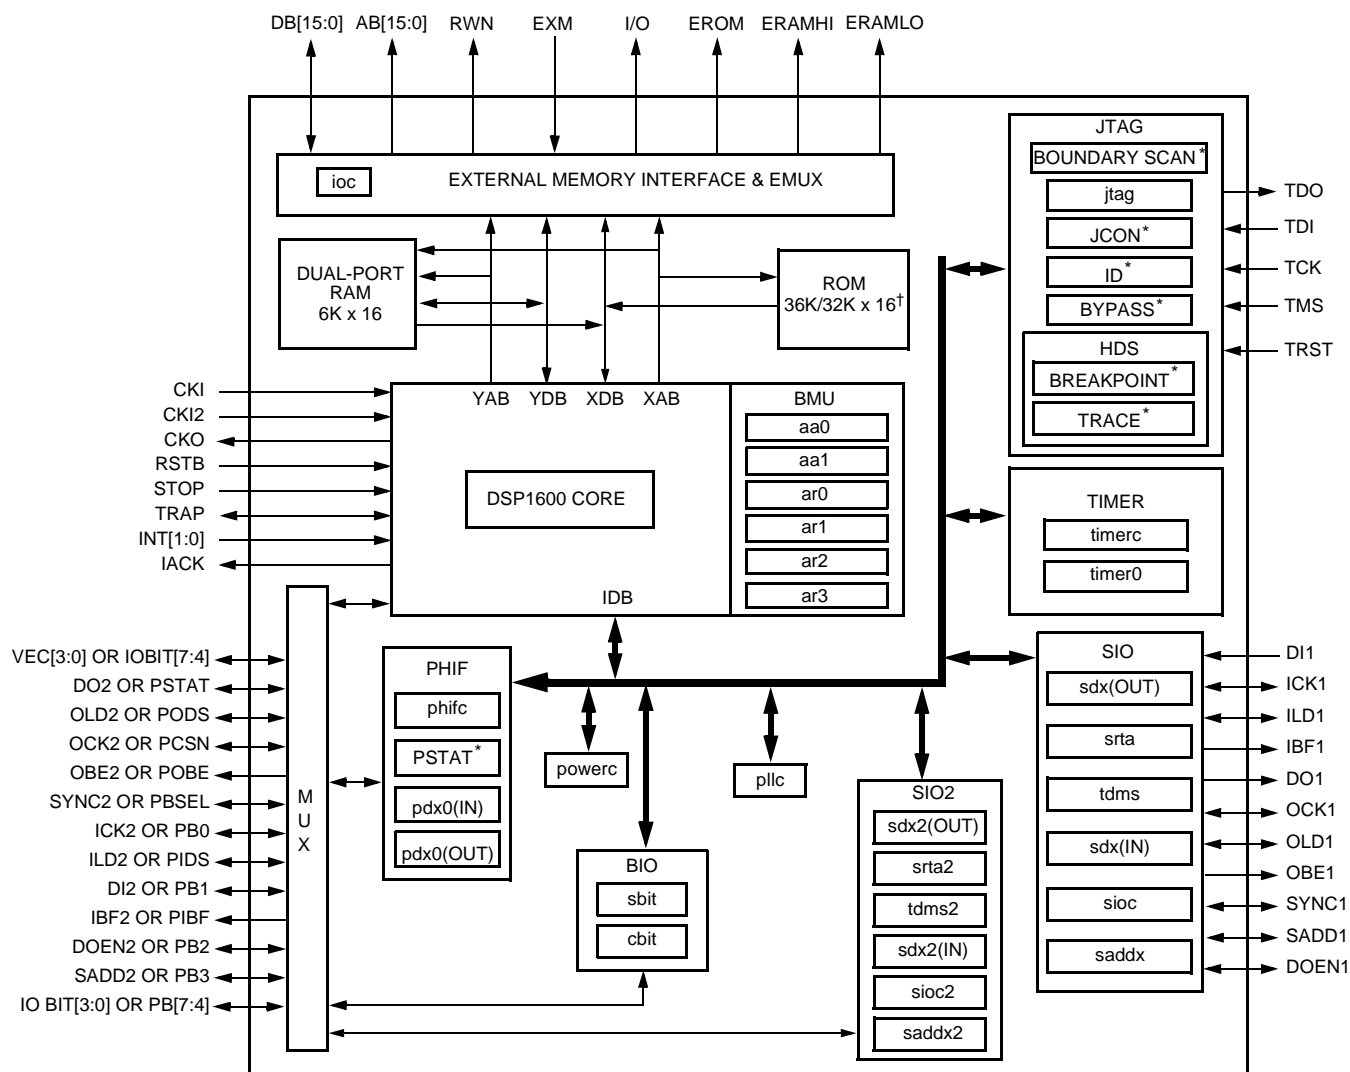 DB[15:0] AB[15:0] RWN EXM I/O EROM ERAMHI ERAMLO
ioc
EXTERNAL MEMORY INTERFACE & EMUX
DUAL-PORT
RAM
6K x 16
ROM
36K/32K x 16†
JTAG
BOUNDARY SCAN*
jtag
JCON*
ID*
BYPASS*
HDS
BREAKPOINT*
TRACE*
TDO
TDI
TCK
TMS
TRST
CKI
CKI2
CKO
RSTB
STOP
TRAP
INT[1:0]
IACK
YAB YDB XDB XAB
DSP1600 CORE
IDB
BMU
aa0
aa1
ar0
ar1
ar2
ar3
TIMER
timerc
timer0
VEC[3:0] OR IOBIT[7:4]
DO2 OR PSTAT
OLD2 OR PODS
OCK2 OR PCSN
OBE2 OR POBE
SYNC2 OR PBSEL
ICK2 OR PB0
ILD2 OR PIDS
DI2 OR PB1
IBF2 OR PIBF
DOEN2 OR PB2
SADD2 OR PB3
IO BIT[3:0] OR PB[7:4]
M
U
X
PHIF
phifc
PSTAT*
pdx0(IN)
pdx0(OUT)
powerc
pllc
BIO
sbit
cbit
SIO2
sdx2(OUT)
srta2
tdms2
sdx2(IN)
sioc2
saddx2
SIO
sdx(OUT)
srta
tdms
sdx(IN)
sioc
saddx
DI1
ICK1
ILD1
IBF1
DO1
OCK1
OLD1
OBE1
SYNC1
SADD1
DOEN1